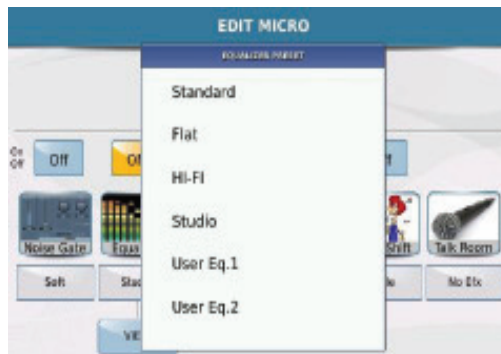 EDIT MICRO
EQUALIZER PRESET
Standard
Flat
HI-FI
Studio
User Eq.1
User Eq.2
On
Off
Off
Noise Gate
Talk Room
Soft
No Efx